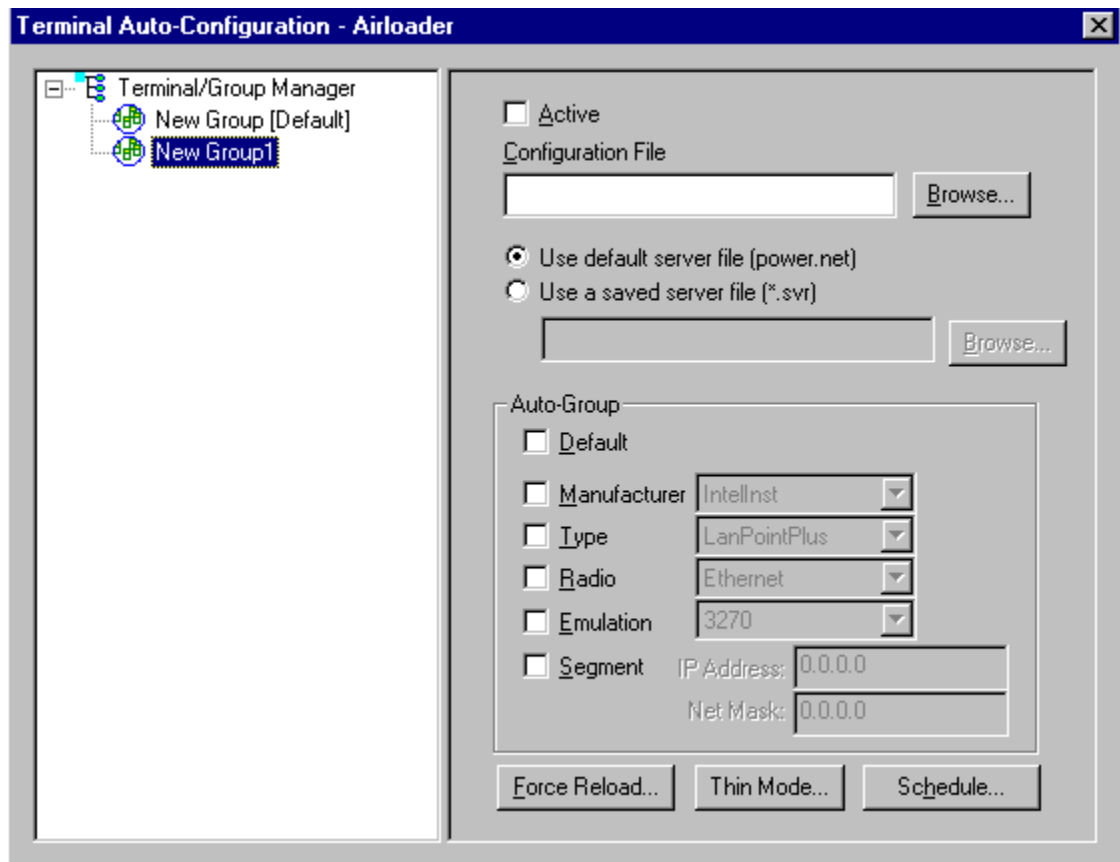 Terminal Auto-Configuration - Airloader
Terminal/Group Manager
New Group [Default]
New Group1
Active
Configuration File
Browse...
Use default server file (power.net)
Use a saved server file (*.svr)
Browse...
Auto-Group
Default
Manufacturer IntelInst
Type LanPointPlus
Radio Ethernet
Emulation 3270
Segment IP Address: 0.0.0.0
Net Mask: 0.0.0.0
Force Reload... Thin Mode... Schedule...